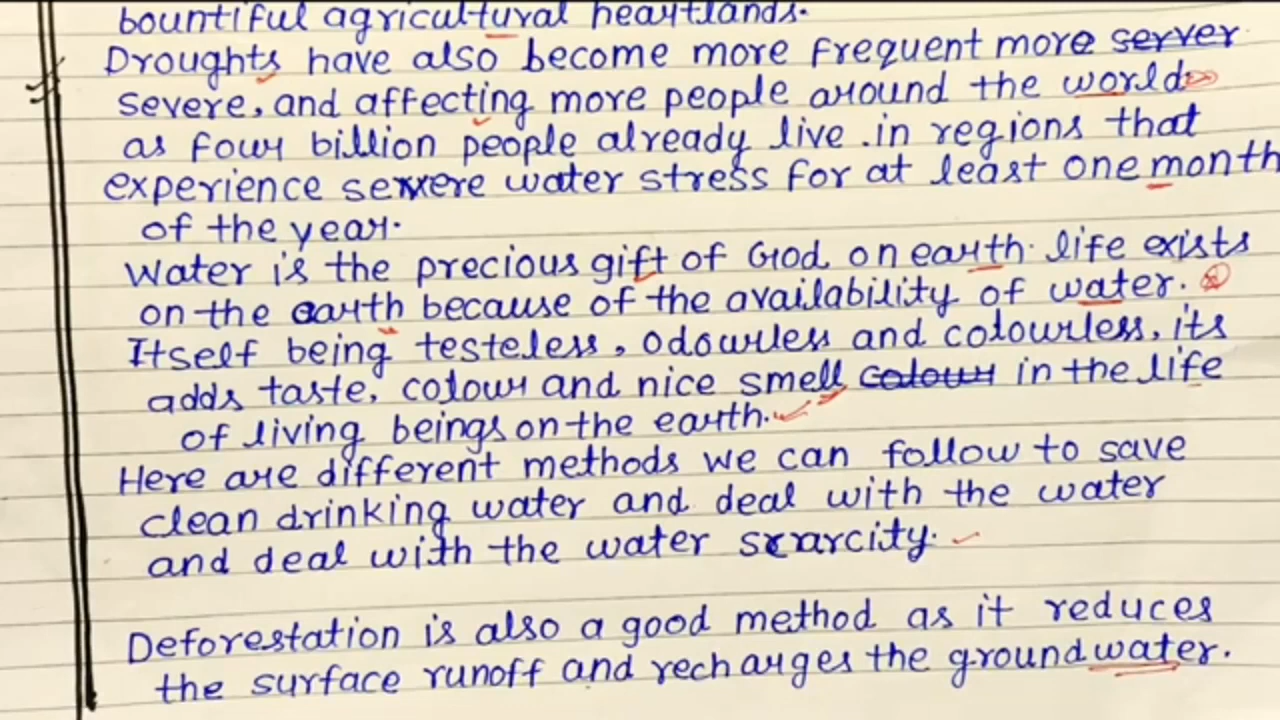 bountiful agricultural heartlands.
Droughts have also become more frequent more server
severe, and affecting more people around the world
as four billion people already live in regions that
experience severe water stress for at least one month
of the year.
Water is the precious gift of God on earth. life exists
on the earth because of the availability of water.
Itself being testeless, odourless and colourless, its
adds taste, colour and nice smell colour in the life
of living beings on the earth.
Here are different methods we can follow to save
clean drinking water and deal with the water
and deal with the water scarcity.
Deforestation is also a good method as it reduces
the surface runoff and recharges the groundwater.